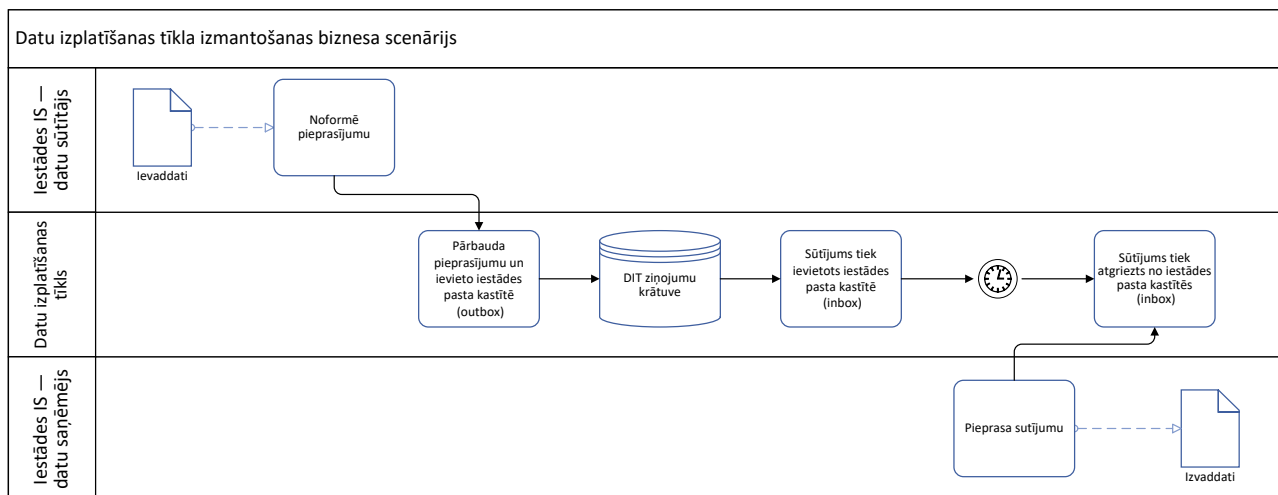 Datu izplatīšanas tīkla izmantošanas biznesa scenārijs
Iestādes IS —
datu sūtītājs
Ievaddati
Noformē
pieprasījumu
Datu izplatīšanas
tīkls
Pārbauda
pieprasījumu un
ievieto iestādes
pasta kastītē
(outbox)
DIT ziņojumu
krātuve
Sūtījums tiek
ievietots iestādes
pasta kastītē
(inbox)
Sūtījums tiek
atgriezts no iestādes
pasta kastītēs
(inbox)
Iestādes IS —
datu saņēmējs
Pieprasa sutījumu
Izvaddati